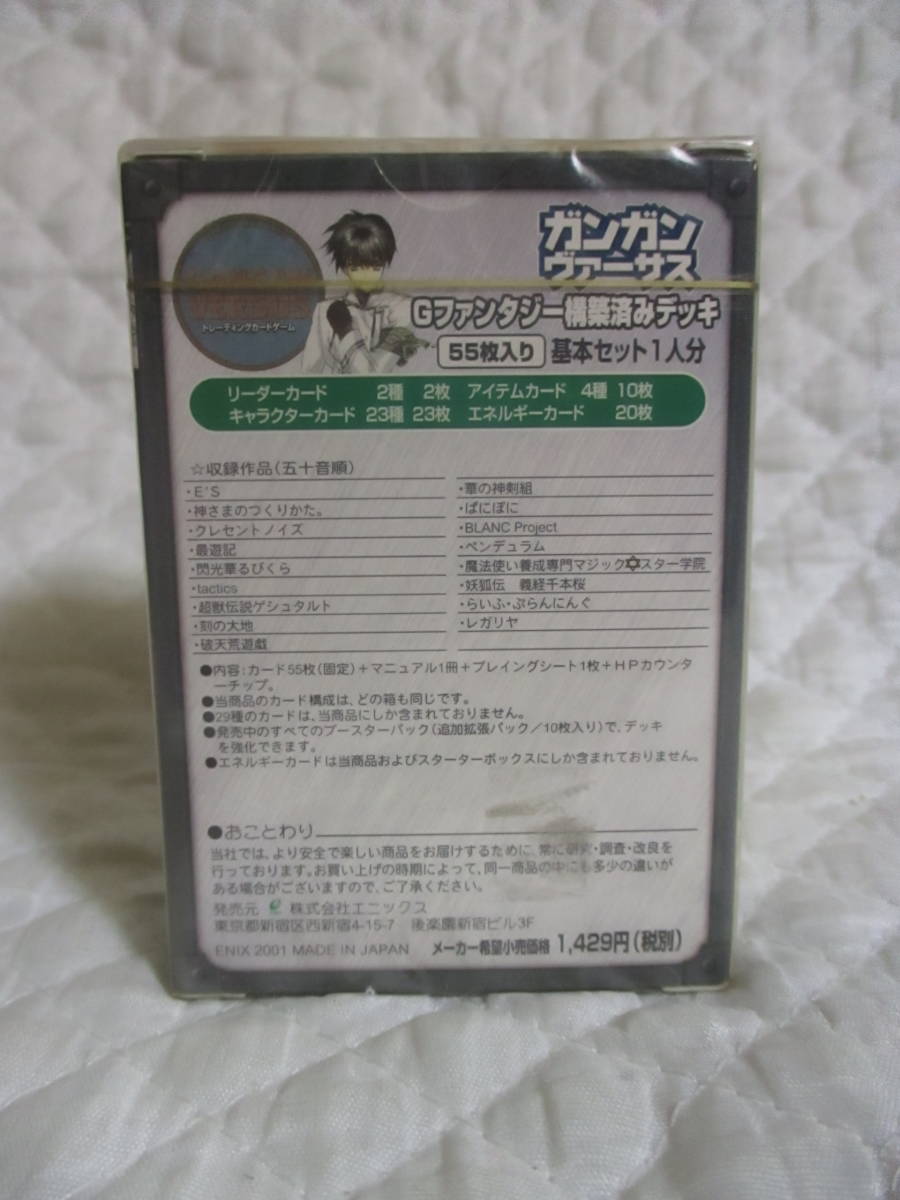 ガンガン
ヴァーサス
トレーディングカードゲーム
Gファンタジー構築済みデッキ
55枚入り 基本セット1人分
リーダーカード 2種 2枚 アイテムカード 4種 10枚
キャラクターカード 23種 23枚 エネルギーカード 20枚
☆収録作品(五十音順)
・E'S
・神さまのつくりかた。
・クレセントノイズ
・最遊記
・閃光華るびくら
・tactics
・超獣伝説ゲシュタルト
・刻の大地
・破天荒遊戯
・華の神剣組
・ぱにぽに
・BLANC Project
・ペンデュラム
・魔法使い養成専門マジック✡スター学院
・妖狐伝 義経千本桜
・らいふ・ぷらんにんぐ
・レガリヤ
●内容:カード55枚(固定)+マニュアル1冊+プレイングシート1枚+HPカウンタ
ーチップ。
●当商品のカード構成は、どの箱も同じです。
●29種のカードは、当商品にしか含まれておりません。
●発売中のすべてのブースターパック(追加拡張パック/10枚入り)で、デッキ
を強化できます。
●エネルギーカードは当商品およびスターターボックスにしか含まれておりません。
●おことわり
当社では、より安全で楽しい商品をお届けするために、常に研究・調査・改良を
行っております。お買い上げの時期によって、同一商品の中にも多少の違いが
ある場合がございますので、ご了承ください。
発売元 株式会社エニックス
東京都新宿区西新宿4-15-7 後楽園新宿ビル3F
ENIX 2001 MADE IN JAPAN メーカー希望小売価格 1,429円(税別)